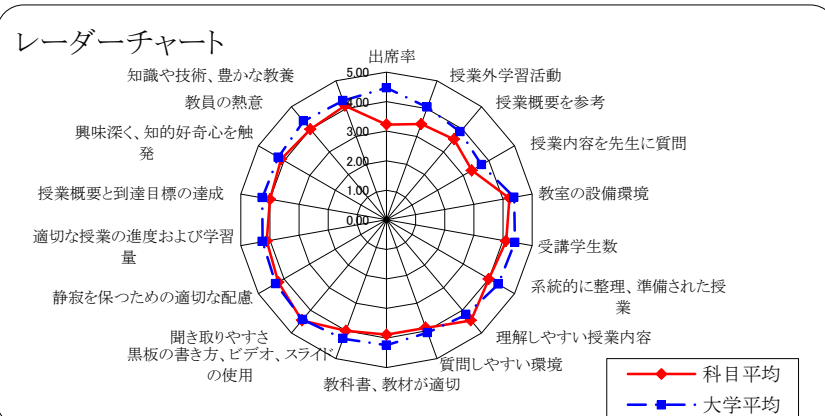 レーダーチャート
出席率
授業外学習活動
授業概要を参考
授業内容を先生に質問
教室の設備環境
受講学生数
系統的に整理、準備された授
業
理解しやすい授業内容
質問しやすい環境
教科書、教材が適切
黒板の書き方、ビデオ、スライド
の使用
聞き取りやすさ
静寂を保つための適切な配慮
適切な授業の進度および学習
量
授業概要と到達目標の達成
興味深く、知的好奇心を触
発
教員の熱意
知識や技術、豊かな教養
5.00
4.00
3.00
2.00
1.00
0.00
科目平均
大学平均